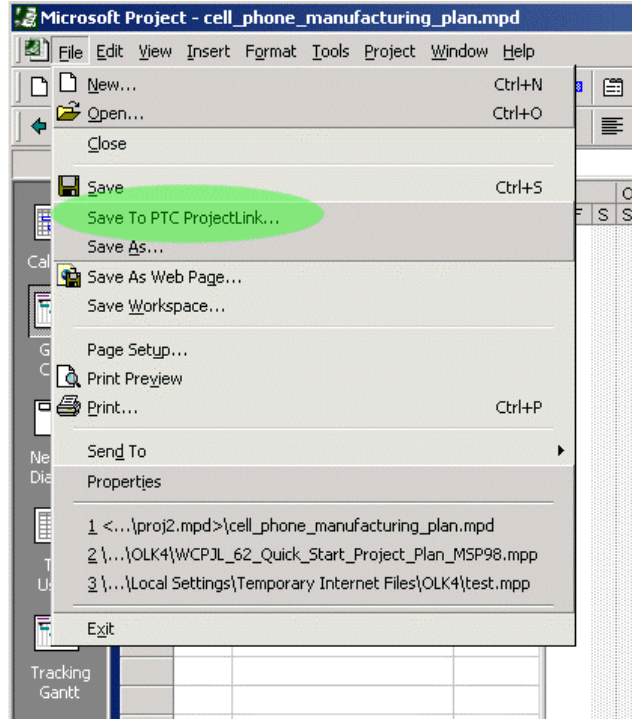 Microsoft Project - cell_phone_manufacturing_plan.mpd
File Edit View Insert Format Tools Project Window Help
New... Ctrl+N
Open... Ctrl+O
Close
Save Ctrl+S
Save To PTC ProjectLink...
Save As...
Save As Web Page...
Save Workspace...
Page Setup...
Print Preview
Print... Ctrl+P
Send To
Properties
1 <...\proj2.mpd>\cell_phone_manufacturing_plan.mpd
2 \...\OLK4\WCPJL_62_Quick_Start_Project_Plan_MSP98.mpp
3 \...\Local Settings\Temporary Internet Files\OLK4\test.mpp
Exit
F S S
Tracking
Gantt